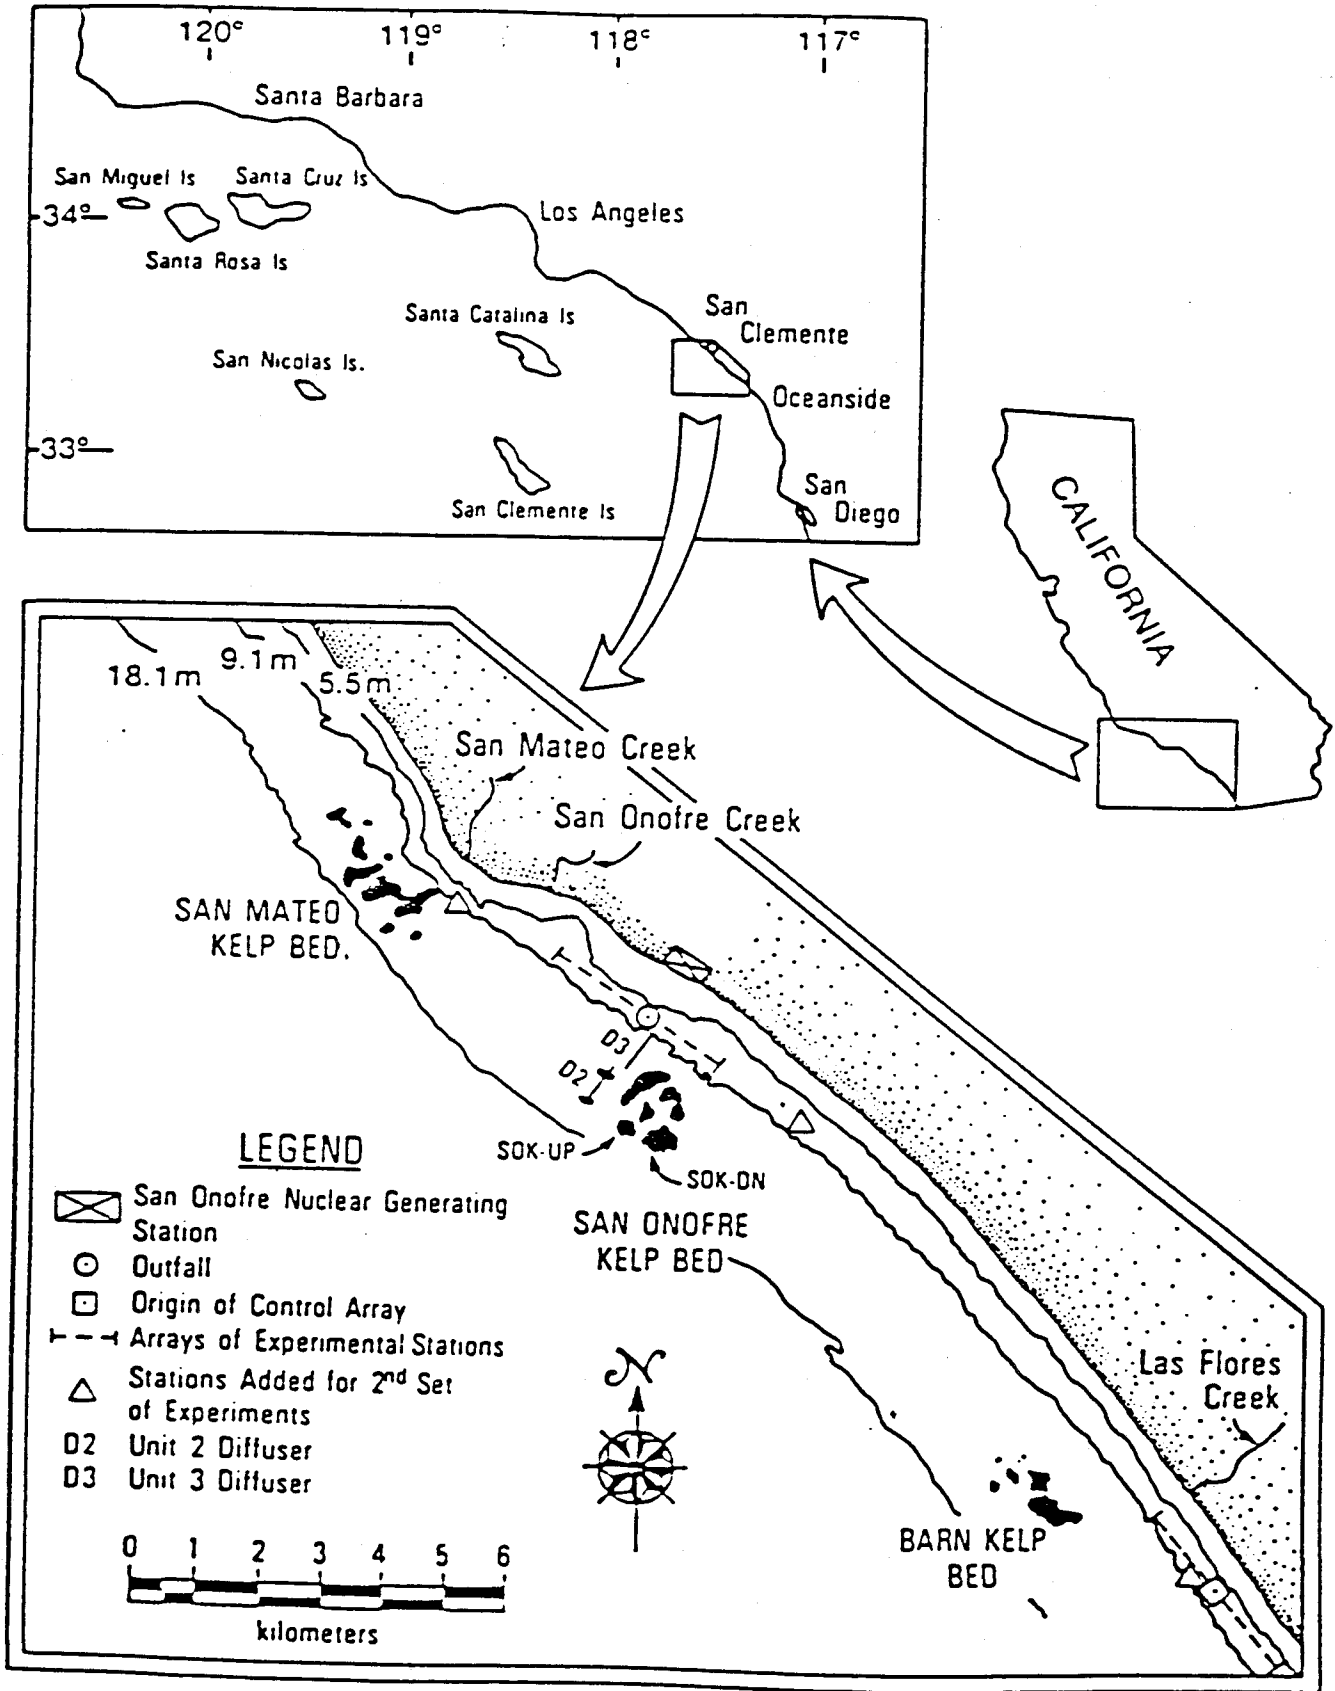 120°
119°
118°
117°
Santa Barbara
San Miguel Is
Santa Cruz Is
34°
Los Angeles
Santa Rosa Is
San
Clemente
Santa Catalina Is
San Nicolas Is.
Oceanside
33°
San
Diego
San Clemente Is
CALIFORNIA
18.1m
9.1m
5.5m
San Mateo Creek
San Onofre Creek
SAN MATEO
KELP BED.
D3
D2
SOK-UP
SOK-DN
SAN ONOFRE
KELP BED
LEGEND
San Onofre Nuclear Generating
Station
Outfall
Origin of Control Array
Arrays of Experimental Stations
Stations Added for 2nd Set
of Experiments
D2 Unit 2 Diffuser
D3 Unit 3 Diffuser
N
Las Flores
Creek
BARN KELP
BED
0 1 2 3 4 5 6
kilometers